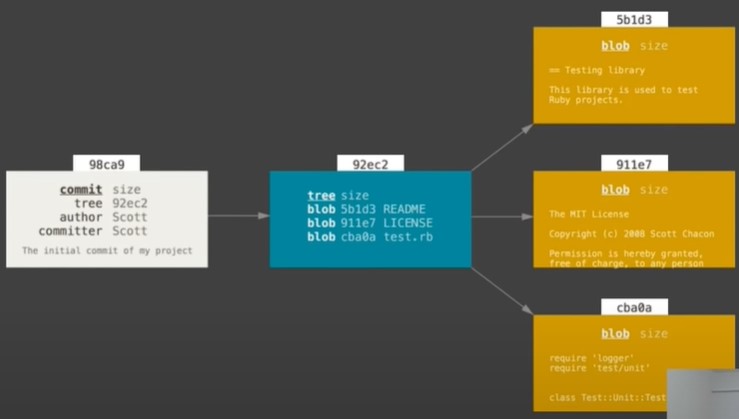 98ca9
commit size
tree 92ec2
author Scott
committer Scott
The initial commit of my project
92ec2
tree size
blob 5b1d3 README
blob 911e7 LICENSE
blob cba0a test.rb
5b1d3
blob size
== Testing library
This library is used to test
Ruby projects.
911e7
blob size
The MIT License
Copyright (c) 2008 Scott Chacon
Permission is hereby granted,
free of charge, to any person
cba0a
blob size
require 'logger'
require 'test/unit'
class Test::Unit::Test